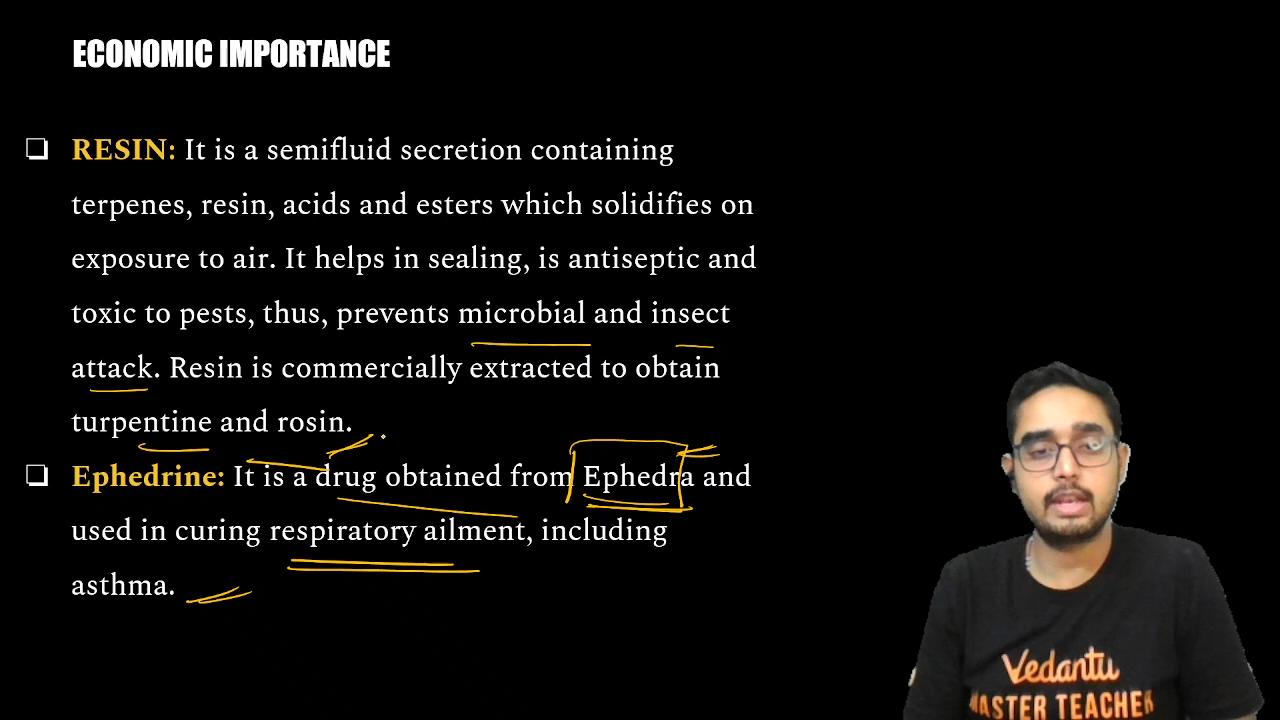 ECONOMIC IMPORTANCE
❏ RESIN: It is a semifluid secretion containing
terpenes, resin, acids and esters which solidifies on
exposure to air. It helps in sealing, is antiseptic and
toxic to pests, thus, prevents microbial and insect
attack. Resin is commercially extracted to obtain
turpentine and rosin.
❏ Ephedrine: It is a drug obtained from Ephedra and
used in curing respiratory ailment, including
asthma.
Vedantu
MASTER TEACHER